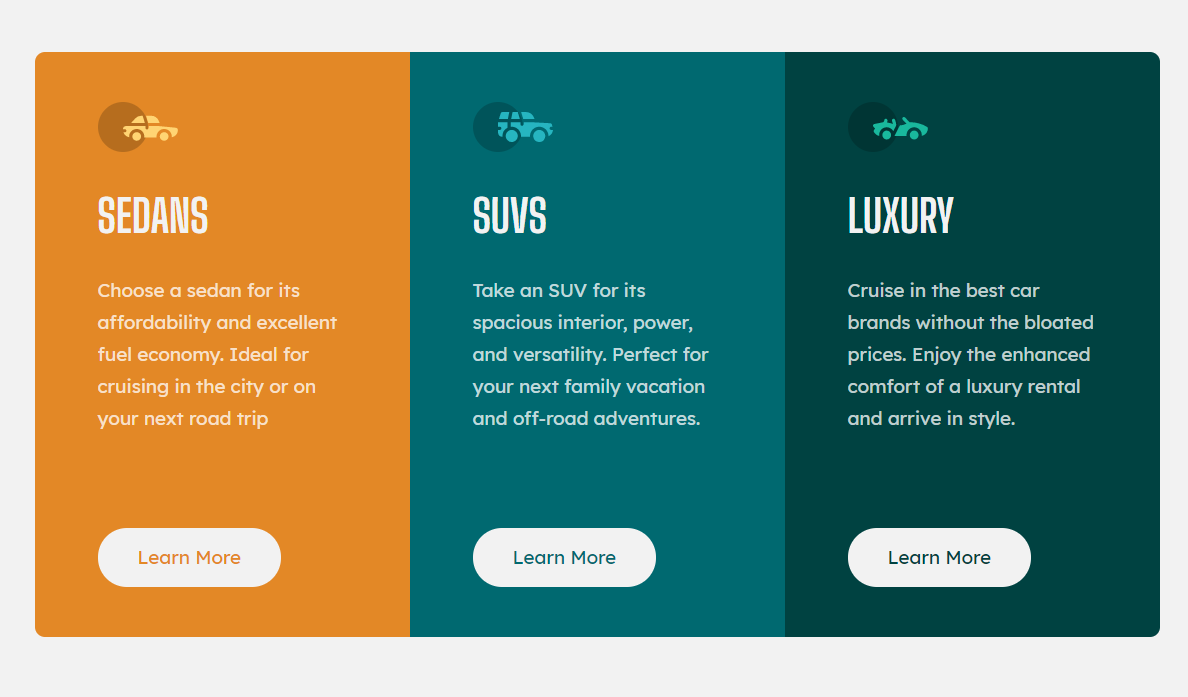 SEDANS
Choose a sedan for its
affordability and excellent
fuel economy. Ideal for
cruising in the city or on
your next road trip
Learn More
SUVS
Take an SUV for its
spacious interior, power,
and versatility. Perfect for
your next family vacation
and off-road adventures.
Learn More
LUXURY
Cruise in the best car
brands without the bloated
prices. Enjoy the enhanced
comfort of a luxury rental
and arrive in style.
Learn More